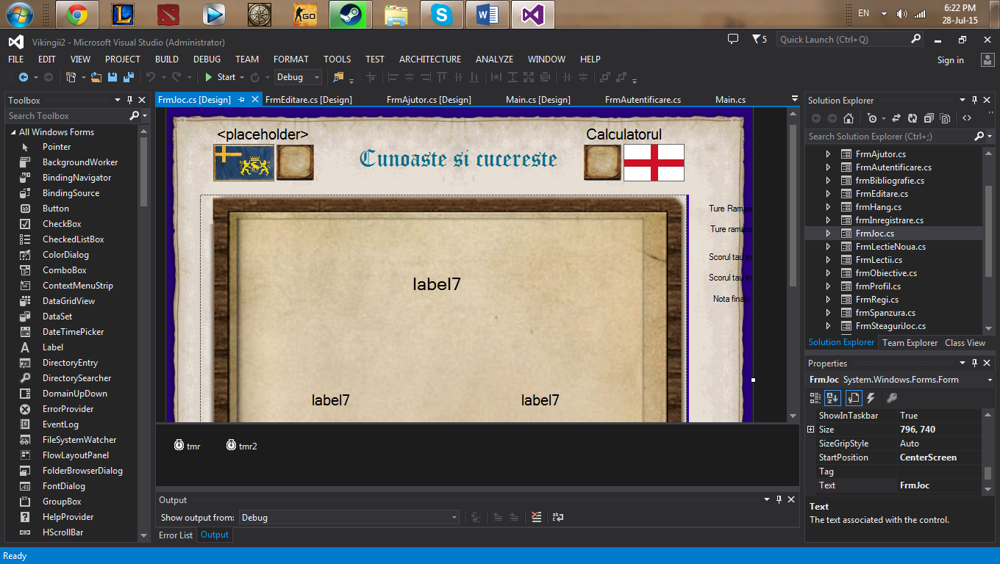 GO
EN
6:22 PM
28-Jul-15
Vikingii2 - Microsoft Visual Studio (Administrator)
5
Quick Launch (Ctrl+Q)
FILE EDIT VIEW PROJECT BUILD DEBUG TEAM FORMAT TOOLS TEST ARCHITECTURE ANALYZE WINDOW HELP
Sign in
Start
Debug
Toolbox
Search Toolbox
All Windows Forms
Pointer
BackgroundWorker
BindingNavigator
BindingSource
Button
CheckBox
CheckedListBox
ColorDialog
ComboBox
ContextMenuStrip
DataGridView
DataSet
DateTimePicker
Label
DirectoryEntry
DirectorySearcher
DomainUpDown
ErrorProvider
EventLog
FileSystemWatcher
FlowLayoutPanel
FolderBrowserDialog
FontDialog
GroupBox
HelpProvider
HScrollBar
FrmJoc.cs [Design]
FrmEditare.cs [Design]
FrmAjutor.cs [Design]
Main.cs [Design]
FrmAutentificare.cs
Main.cs
<placeholder>
Calculatorul
Cunoaste si cucereste
Ture Ramas
Ture ramase
Scorul tau in
Scorul tau in
Nota finala
label7
label7
label7
tmr
tmr2
Output
Show output from:
Debug
Error List
Output
Solution Explorer
Search Solution Explorer (Ctrl+;)
FrmAjutor.cs
FrmAutentificare.cs
frmBibliografie.cs
FrmEditare.cs
frmHang.cs
frmInregistrare.cs
FrmJoc.cs
FrmLectieNoua.cs
FrmLectii.cs
frmObiective.cs
frmProfil.cs
FrmRegi.cs
frmSpanzura.cs
FrmSteaguriJoc.cs
Solution Explorer
Team Explorer
Class View
Properties
FrmJoc System.Windows.Forms.Form
ShowInTaskbar True
Size 796, 740
SizeGripStyle Auto
StartPosition CenterScreen
Tag
Text FrmJoc
Text
The text associated with the control.
Ready